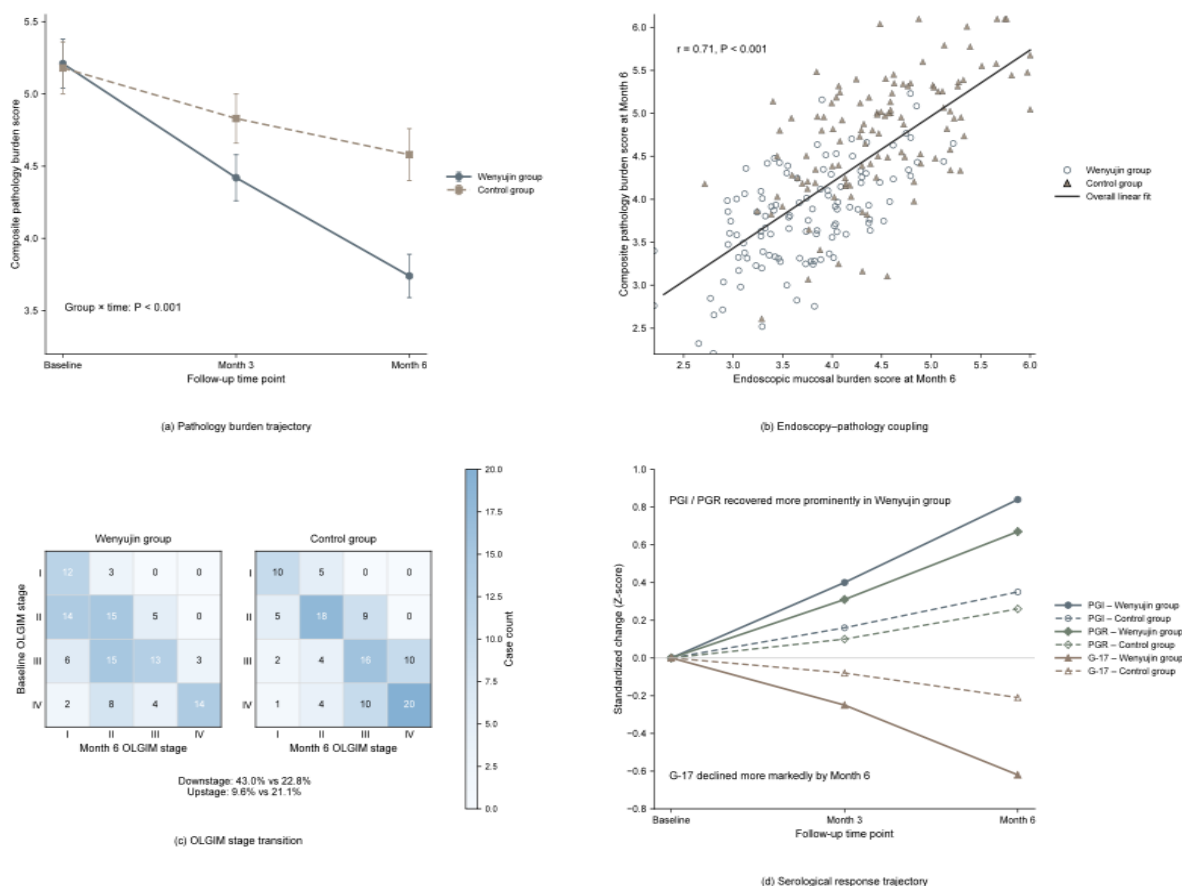 5.5
5.0
4.5
4.0
3.5
Composite pathology burden score
Group × time: P < 0.001
Baseline
Month 3
Month 6
Follow-up time point
Wenyujin group
Control group
(a) Pathology burden trajectory
6.0
5.5
5.0
4.5
4.0
3.5
3.0
2.5
Composite pathology burden score at Month 6
r = 0.71, P < 0.001
2.5 3.0 3.5 4.0 4.5 5.0 5.5 6.0
Endoscopic mucosal burden score at Month 6
Wenyujin group
Control group
Overall linear fit
(b) Endoscopy–pathology coupling
Wenyujin group
Baseline OLGIM stage
I 12 3 0 0
II 14 15 5 0
III 6 15 13 3
IV 2 8 4 14
I II III IV
Month 6 OLGIM stage
Control group
10 5 0 0
5 18 9 0
2 4 16 10
1 4 10 20
I II III IV
Month 6 OLGIM stage
Downstage: 43.0% vs 22.8%
Upstage: 9.6% vs 21.1%
20.0
17.5
15.0
12.5
10.0
7.5
5.0
2.5
0.0
Case count
(c) OLGIM stage transition
1.0
0.8
0.6
0.4
0.2
0.0
−0.2
−0.4
−0.6
−0.8
Standardized change (Z-score)
PGI / PGR recovered more prominently in Wenyujin group
G-17 declined more markedly by Month 6
Baseline
Month 3
Month 6
Follow-up time point
PGI – Wenyujin group
PGI – Control group
PGR – Wenyujin group
PGR – Control group
G-17 – Wenyujin group
G-17 – Control group
(d) Serological response trajectory